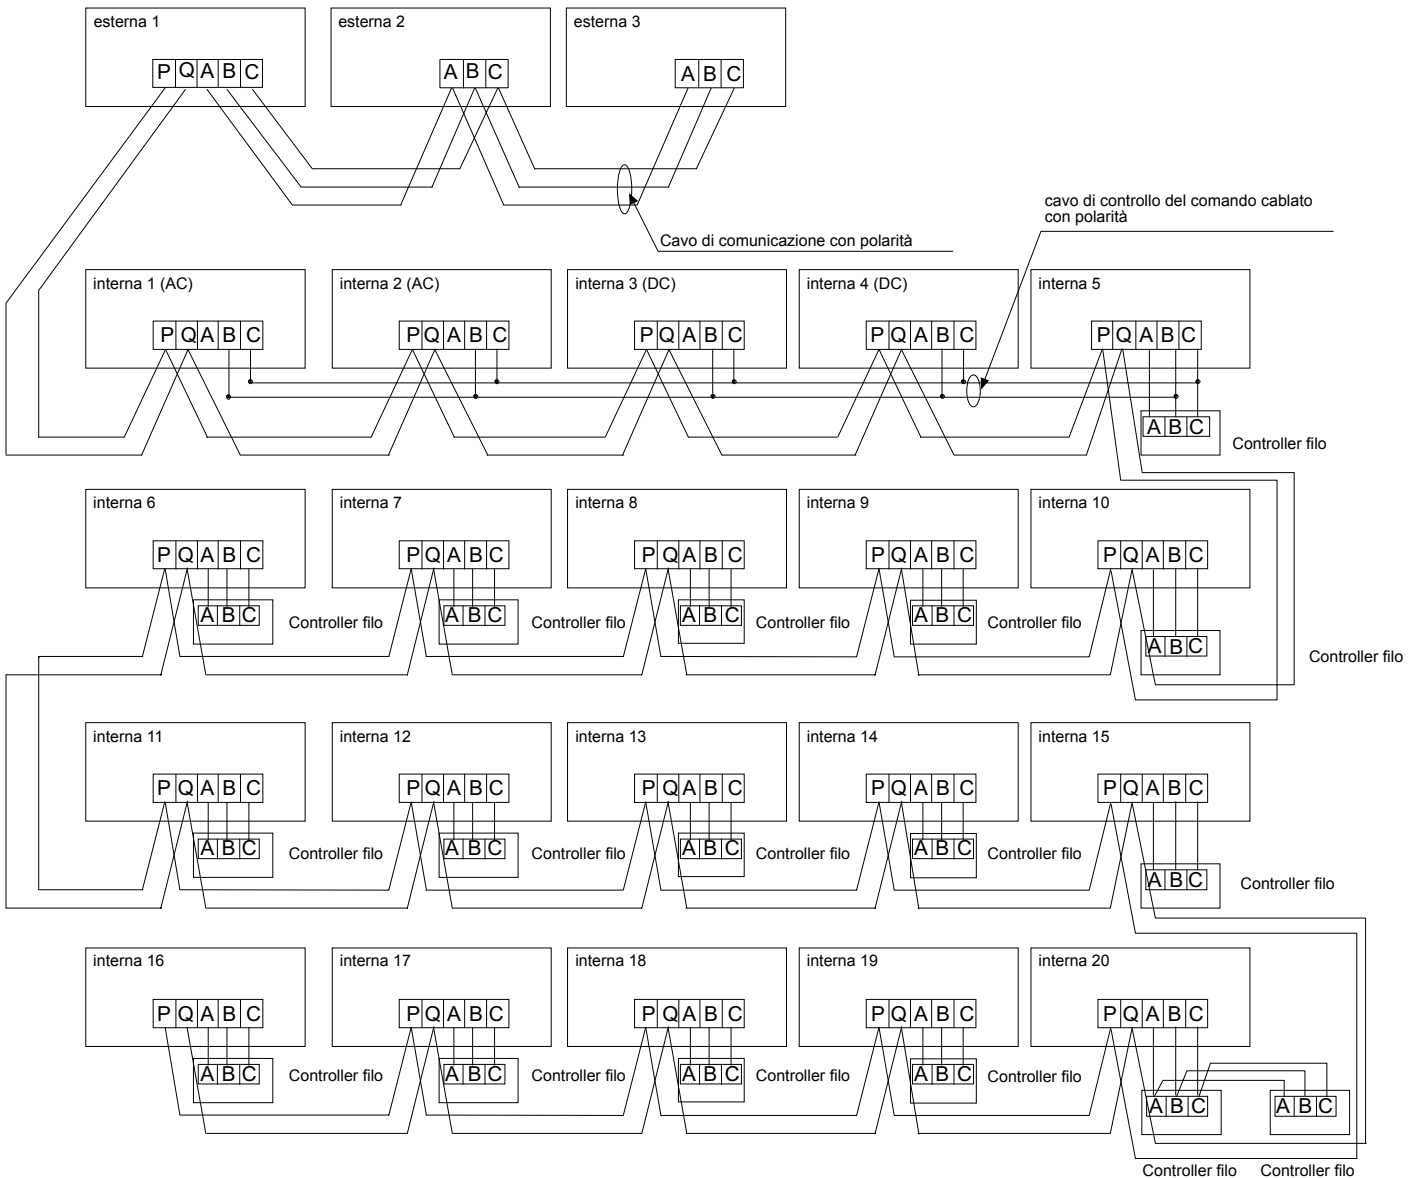 esterna 1
esterna 2
esterna 3
P Q A B C
A B C
A B C
cavo di controllo del comando cablato
con polarità
Cavo di comunicazione con polarità
interna 1 (AC)
interna 2 (AC)
interna 3 (DC)
interna 4 (DC)
interna 5
P Q A B C
P Q A B C
P Q A B C
P Q A B C
P Q A B C
A B C
Controller filo
interna 6
interna 7
interna 8
interna 9
interna 10
P Q A B C
P Q A B C
P Q A B C
P Q A B C
P Q A B C
A B C
Controller filo
A B C
Controller filo
A B C
Controller filo
A B C
Controller filo
A B C
Controller filo
interna 11
interna 12
interna 13
interna 14
interna 15
P Q A B C
P Q A B C
P Q A B C
P Q A B C
P Q A B C
A B C
Controller filo
A B C
Controller filo
A B C
Controller filo
A B C
Controller filo
A B C
Controller filo
interna 16
interna 17
interna 18
interna 19
interna 20
P Q A B C
P Q A B C
P Q A B C
P Q A B C
P Q A B C
A B C
Controller filo
A B C
Controller filo
A B C
Controller filo
A B C
Controller filo
A B C
A B C
Controller filo
Controller filo